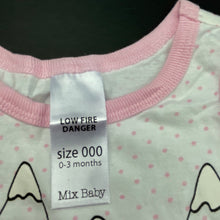 LOW FIRE
DANGER
size 000
0-3 months
Mix Baby